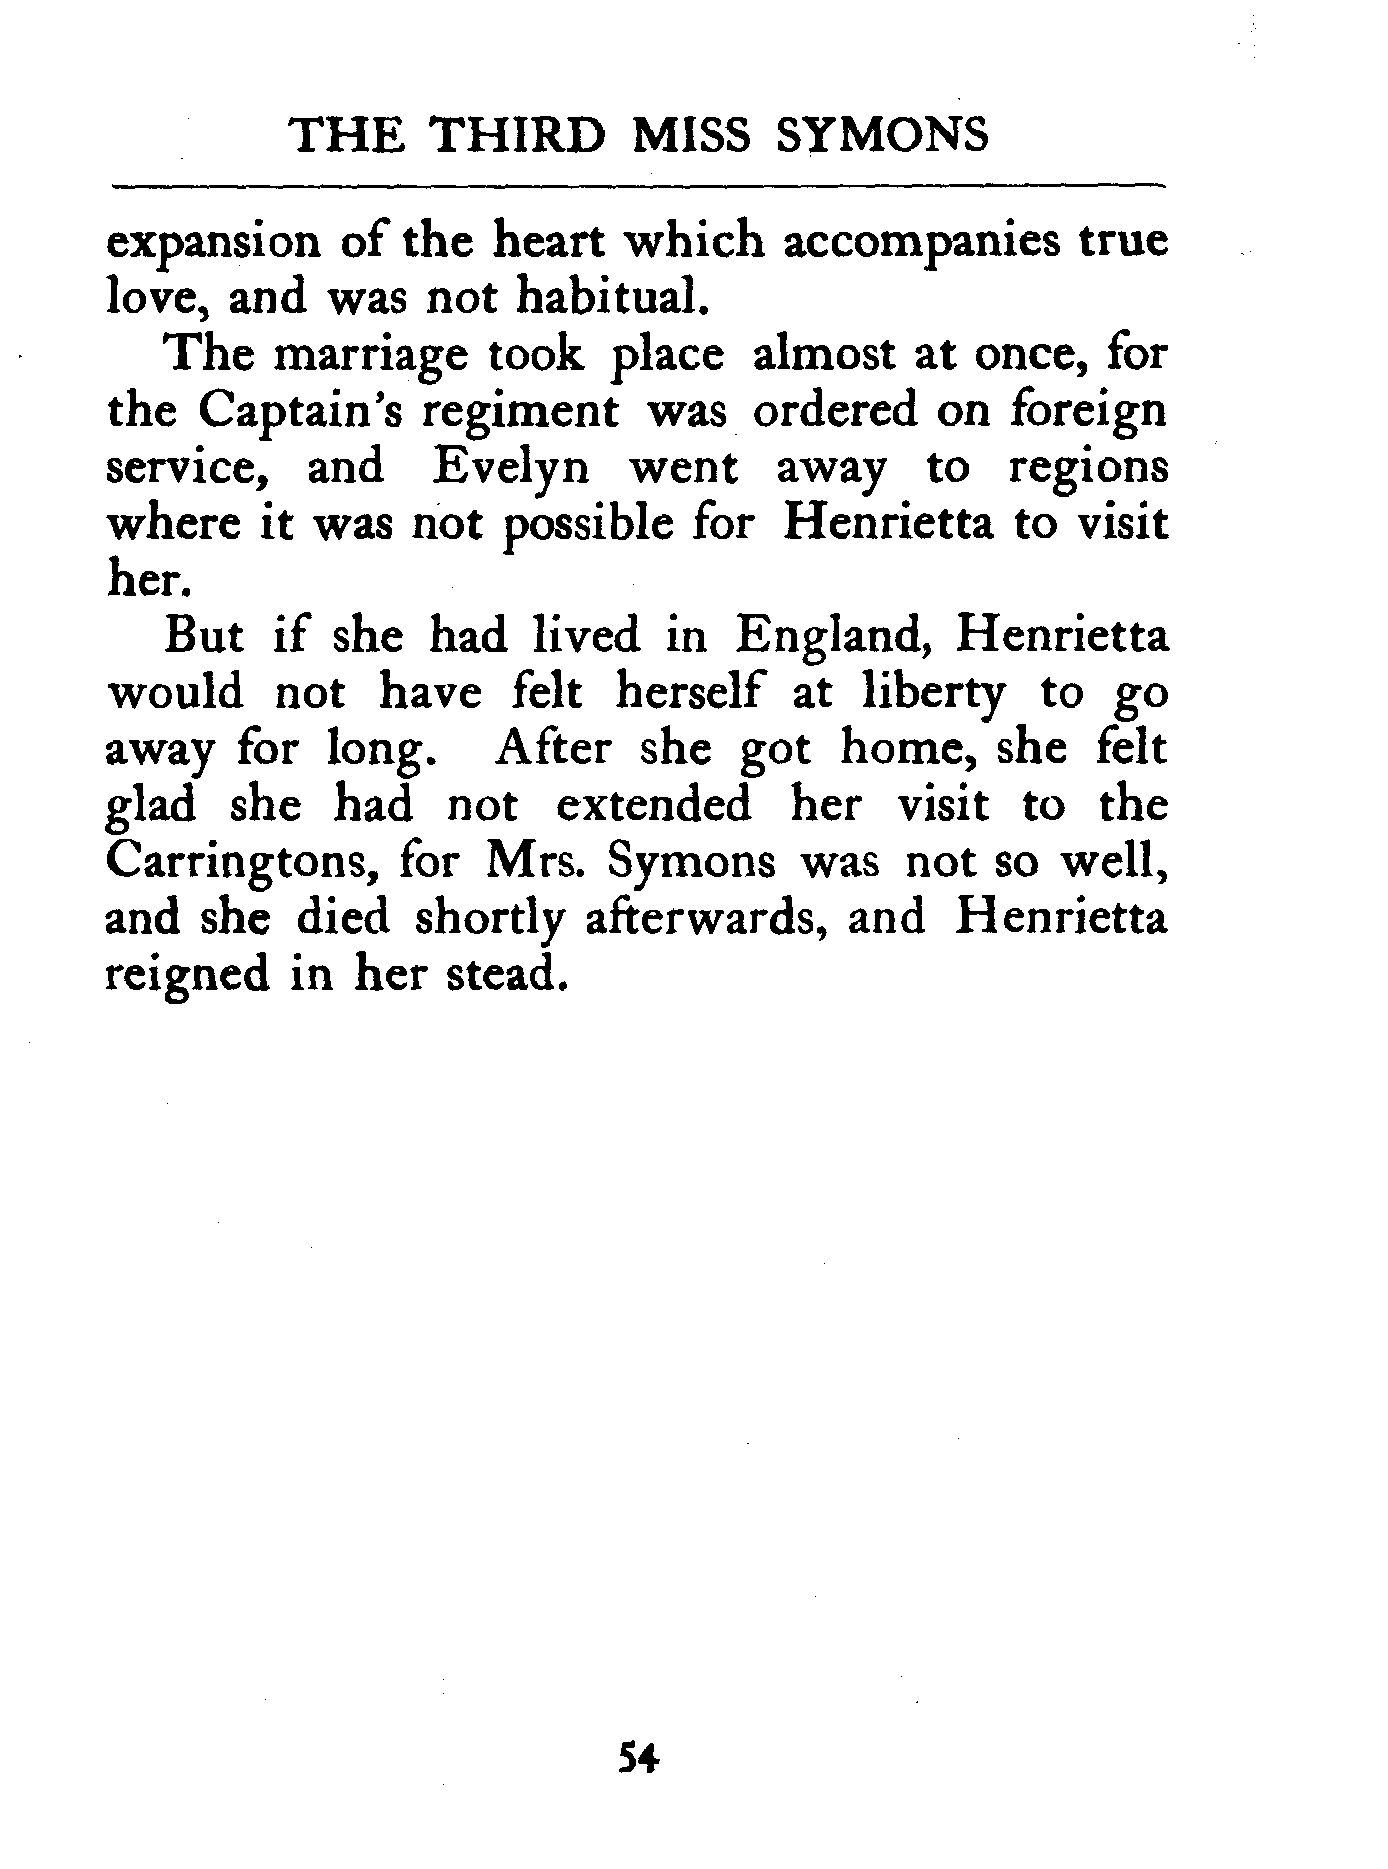 THE THIRD MISS SYMONS
expansion of the heart which accompanies true
love, and was not habitual.
The marriage took place almost at once, for
the Captain's regiment was ordered on foreign
service, and Evelyn went away to regions
where it was not possible for Henrietta to visit
her.
But if she had lived in England, Henrietta
would not have felt herself at liberty to go
away for long. After she got home, she felt
glad she had not extended her visit to the
Carringtons, for Mrs. Symons was not so well,
and she died shortly afterwards, and Henrietta
reigned in her stead.
54